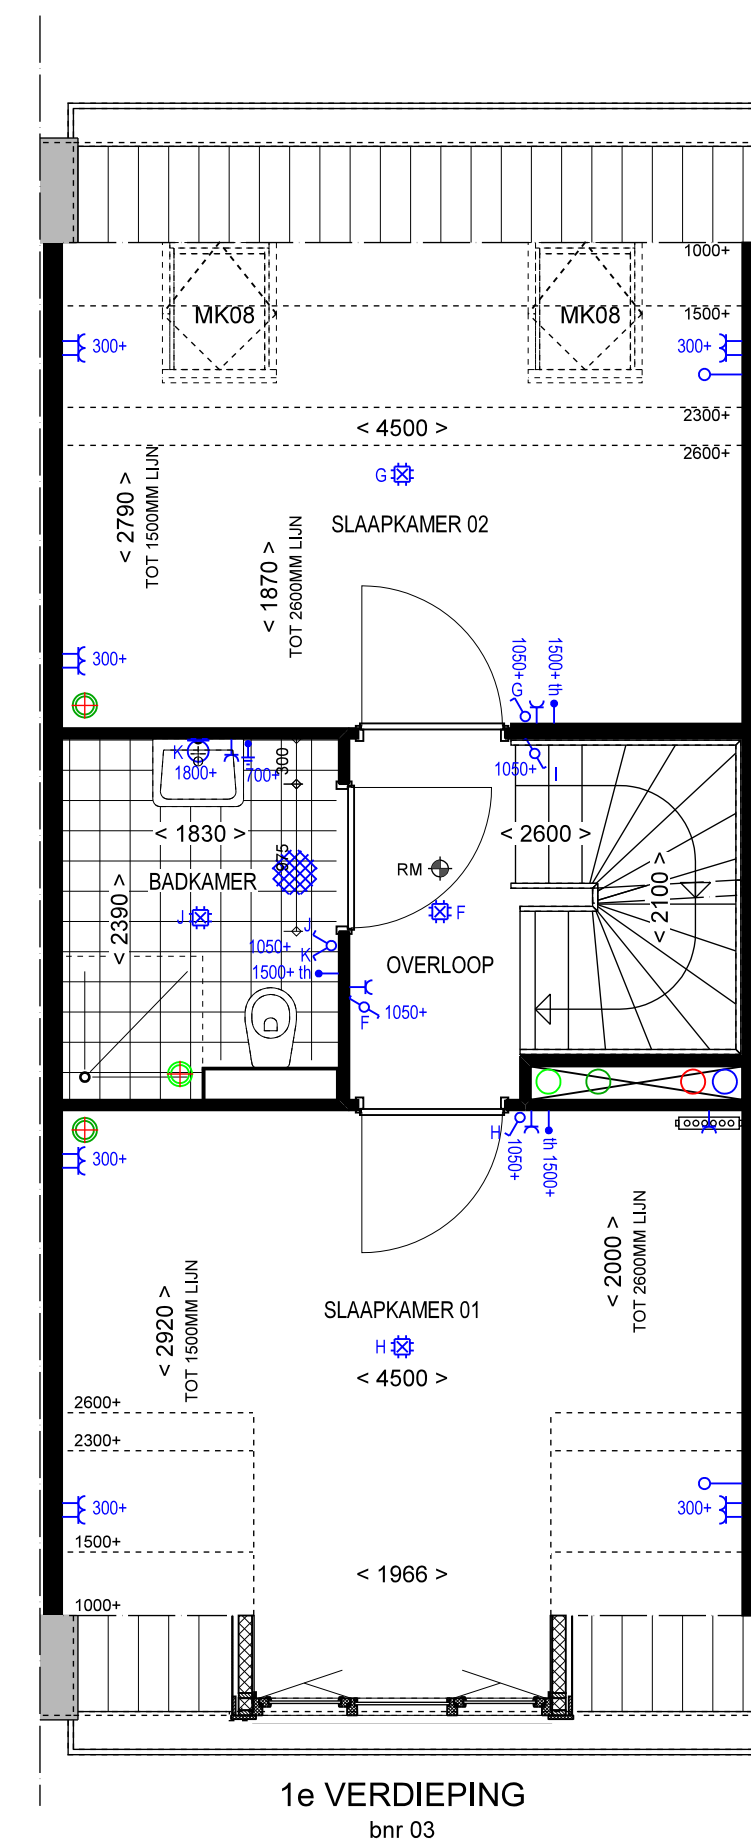 1000+
MK08
MK08
1500+
300+
300+
2300+
< 4500 >
2600+
G
< 2790 >
TOT 1500MM LIJN
SLAAPKAMER 02
< 1870 >
TOT 2600MM LIJN
300+
1050+
G
1500+ th
K
1800+
700+
300
1050+
I
< 1830 >
< 2600 >
975
RM
BADKAMER
< 2390 >
< 2100 >
J
F
J
1050+
K
1500+ th
OVERLOOP
1050+
F
H
1050+
th 1500+
300+
< 2000 >
TOT 2600MM LIJN
< 2920 >
TOT 1500MM LIJN
SLAAPKAMER 01
H
< 4500 >
2600+
2300+
300+
300+
1500+
< 1966 >
1000+
1e VERDIEPING
bnr 03